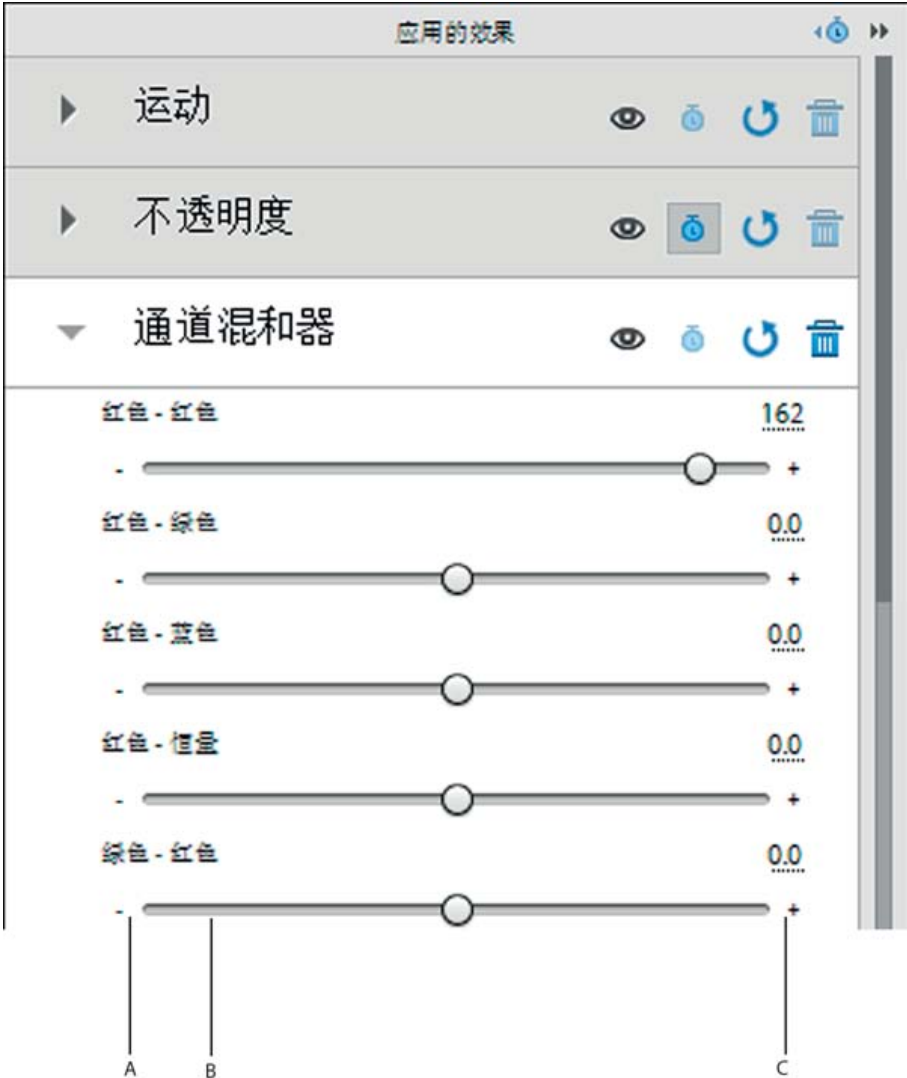 应用的效果
运动
不透明度
通道混和器
红色 - 红色 162
- +
红色 - 绿色 0.0
- +
红色 - 蓝色 0.0
- +
红色 - 恒量 0.0
- +
绿色 - 红色 0.0
- +
A B C